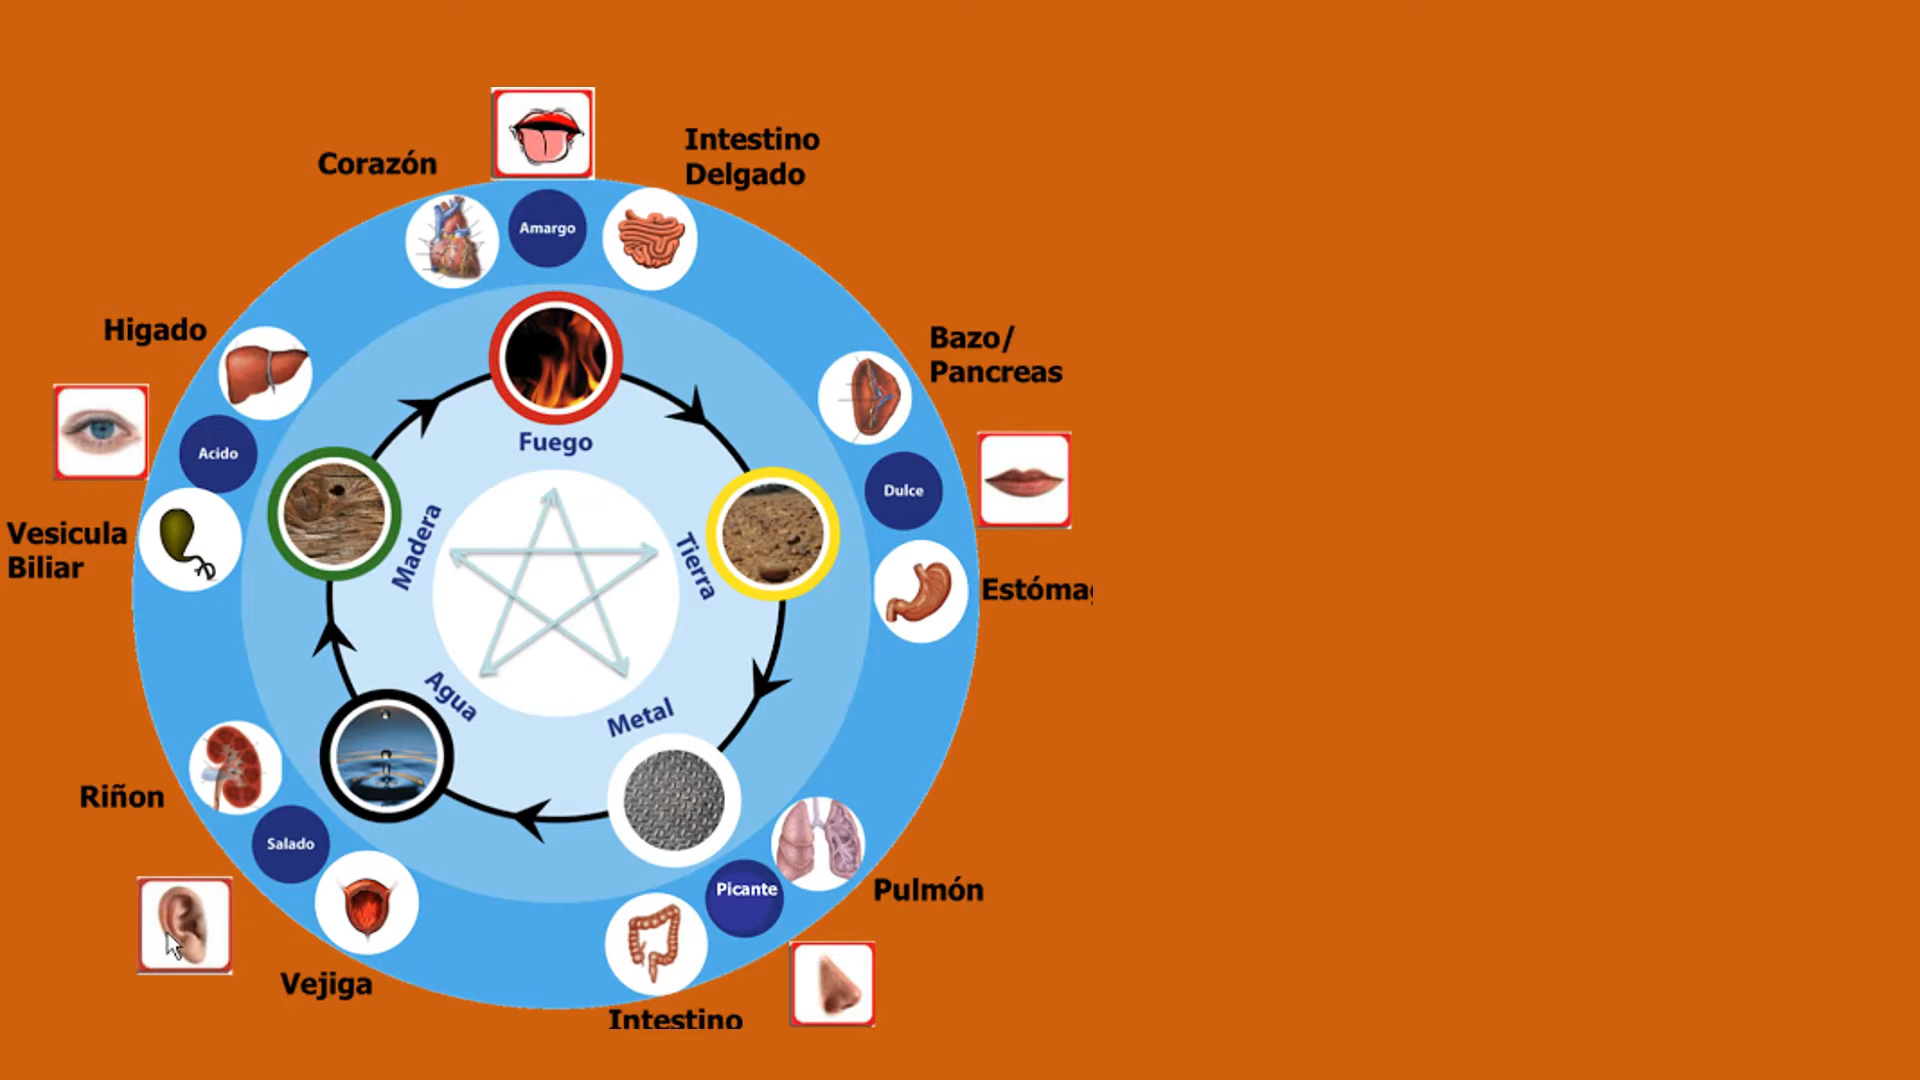 Corazón
Intestino
Delgado
Amargo
Higado
Bazo/
Pancreas
Fuego
Acido
Dulce
Vesicula
Biliar
Madera
Tierra
Agua
Metal
Riñon
Salado
Picante
Pulmón
Vejiga
Intestino